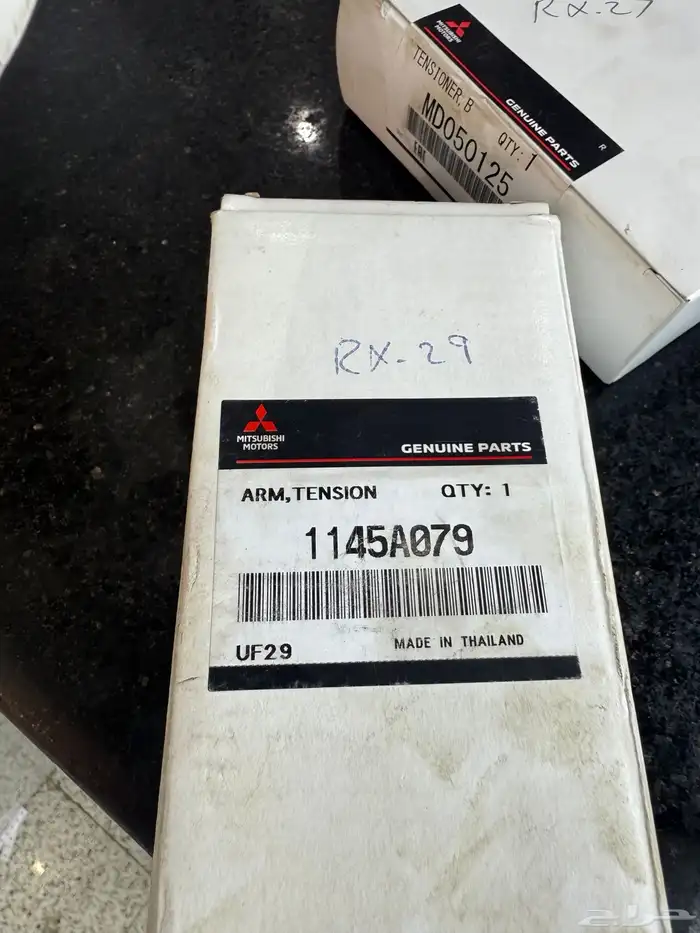 RX-27
MITSUBISHI
MOTORS
GENUINE PARTS
R
TENSIONER, B
QTY: 1
MD050125
RX-29
MITSUBISHI
MOTORS
GENUINE PARTS
ARM,TENSION QTY: 1
1145A079
UF29 MADE IN THAILAND
حراج